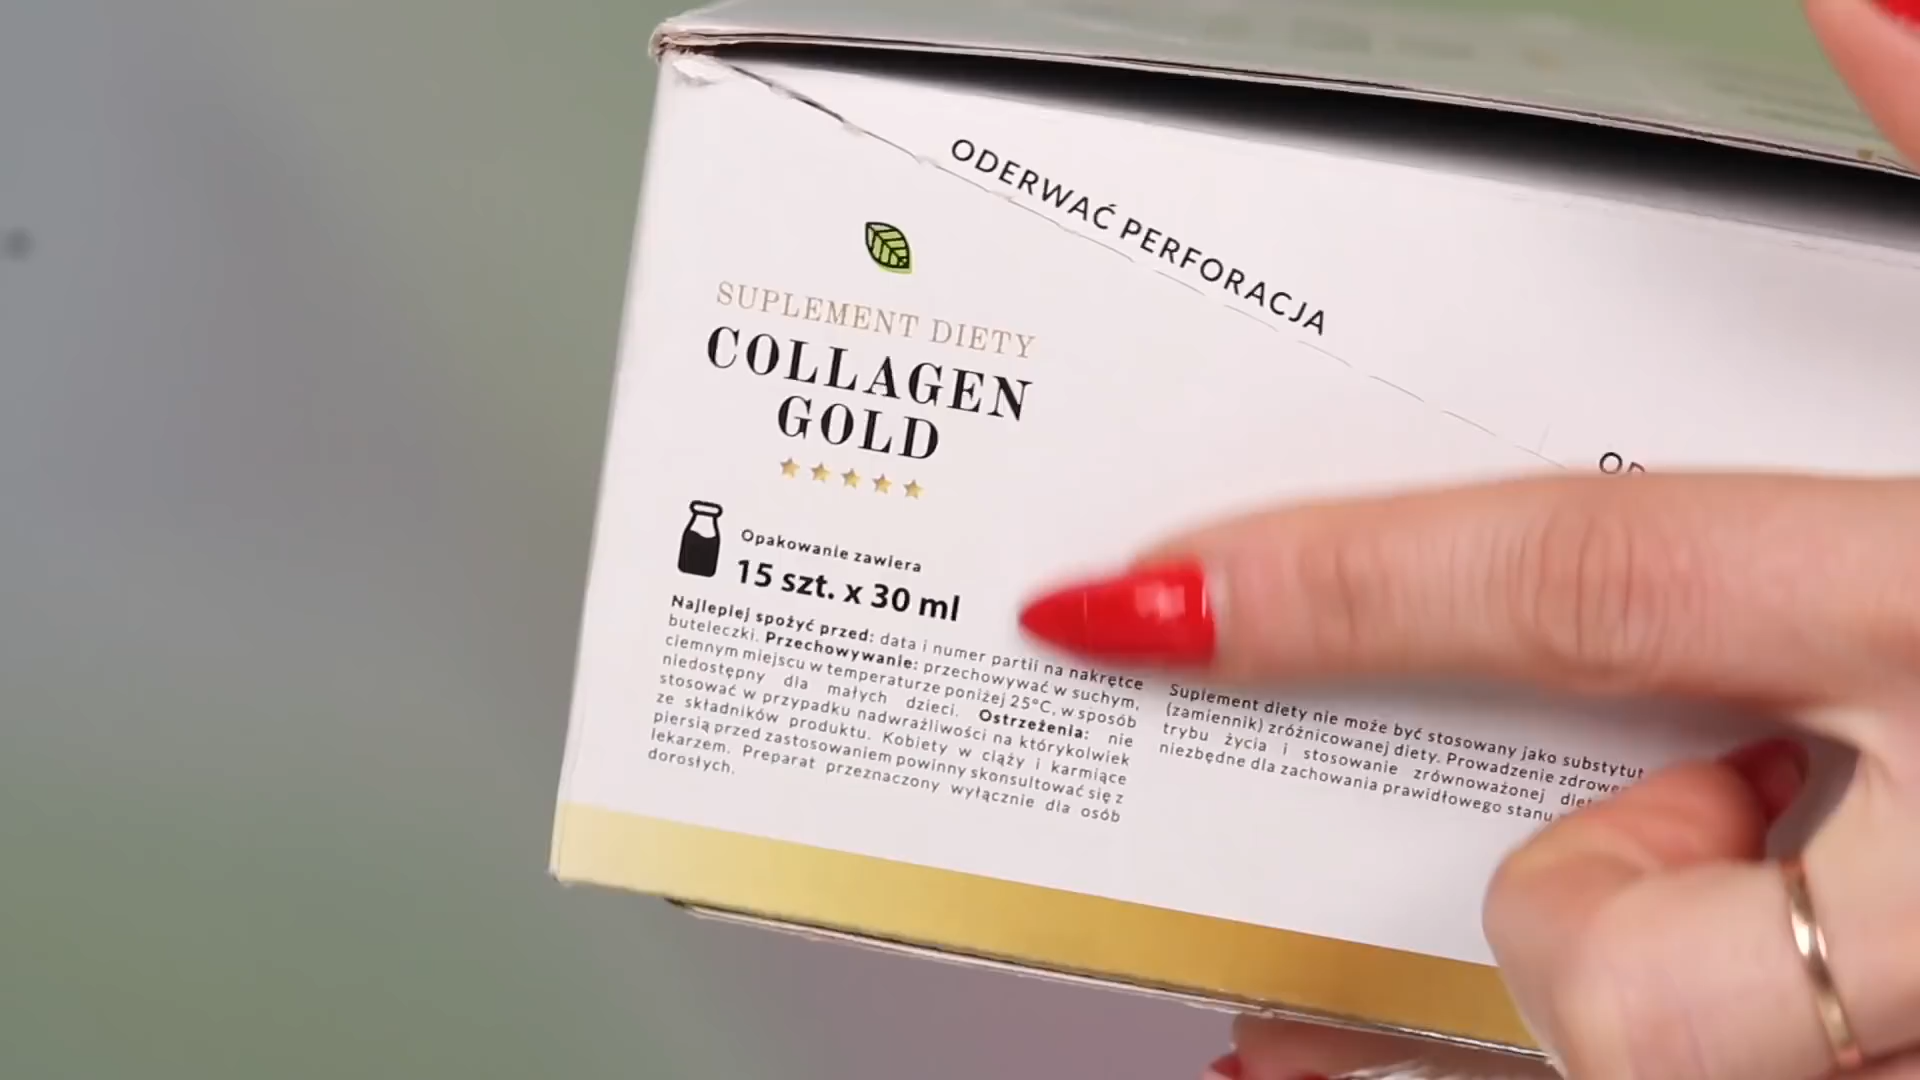 ODERWAĆ PERFORACJA
SUPLEMENT DIETY
COLLAGEN
GOLD
Opakowanie zawiera
15 szt. x 30 ml
Najlepiej spożyć przed: data i numer partii na nakrętce
buteleczki. Przechowywanie: przechowywać w suchym,
ciemnym miejscu w temperaturze poniżej 25°C, w sposób
niedostępny dla małych dzieci. Ostrzeżenia: nie
stosować w przypadku nadwrażliwości na którykolwiek
ze składników produktu. Kobiety w ciąży i karmiące
piersią przed zastosowaniem powinny skonsultować się z
lekarzem. Preparat przeznaczony wyłącznie dla osób
dorosłych.
Suplement diety nie może być stosowany jako substytut
(zamiennik) zróżnicowanej diety. Prowadzenie
trybu życia i stosowanie zrównoważonej
niezbędne dla zachowania prawidłowego stanu